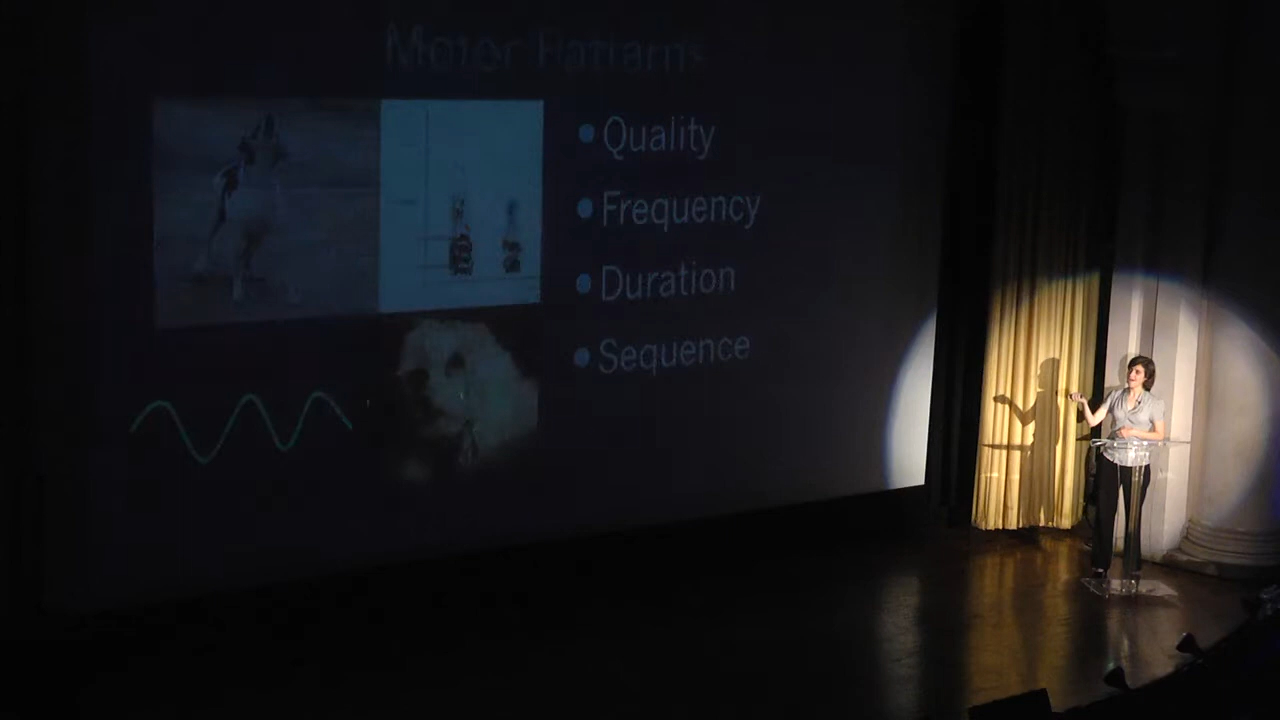 Motor Patterns
• Quality
• Frequency
• Duration
• Sequence